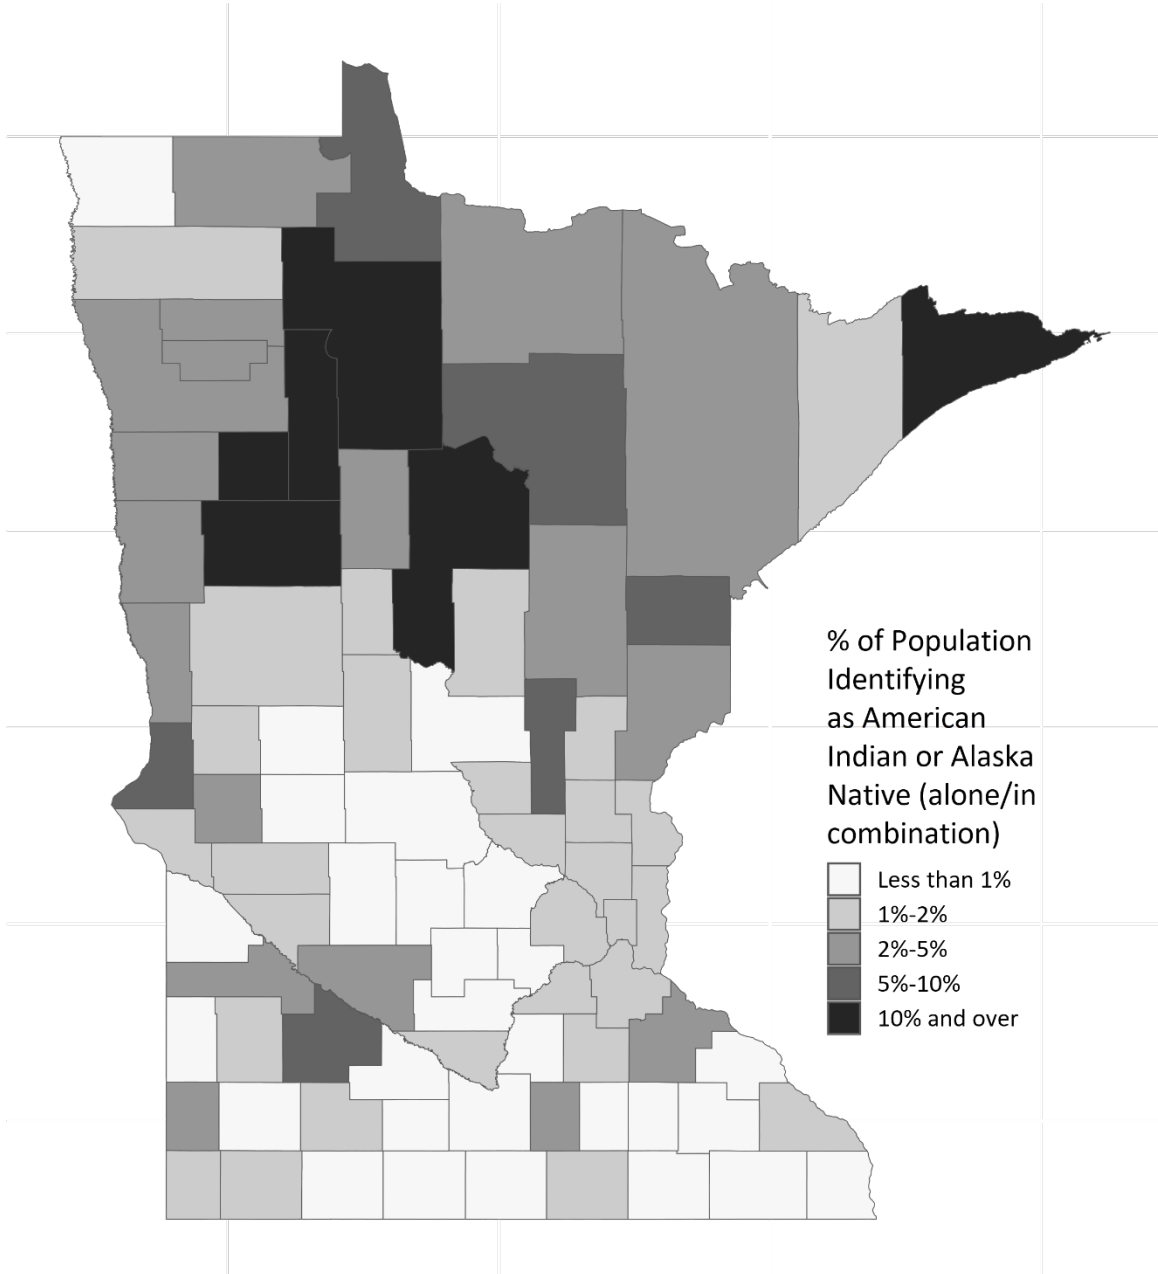 % of Population
Identifying
as American
Indian or Alaska
Native (alone/in
combination)
Less than 1%
1%-2%
2%-5%
5%-10%
10% and over